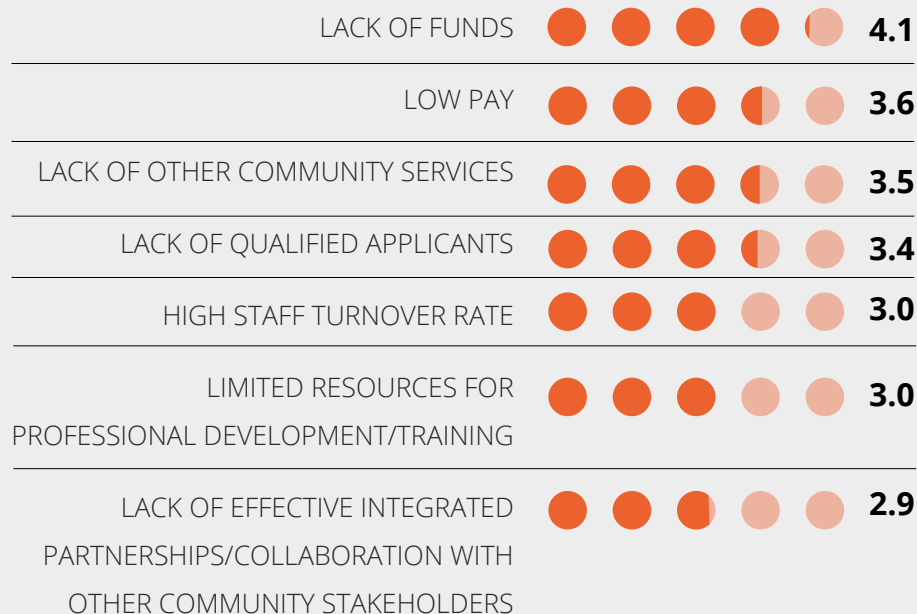 LACK OF FUNDS 4.1
LOW PAY 3.6
LACK OF OTHER COMMUNITY SERVICES 3.5
LACK OF QUALIFIED APPLICANTS 3.4
HIGH STAFF TURNOVER RATE 3.0
LIMITED RESOURCES FOR 3.0
PROFESSIONAL DEVELOPMENT/TRAINING
LACK OF EFFECTIVE INTEGRATED 2.9
PARTNERSHIPS/COLLABORATION WITH
OTHER COMMUNITY STAKEHOLDERS